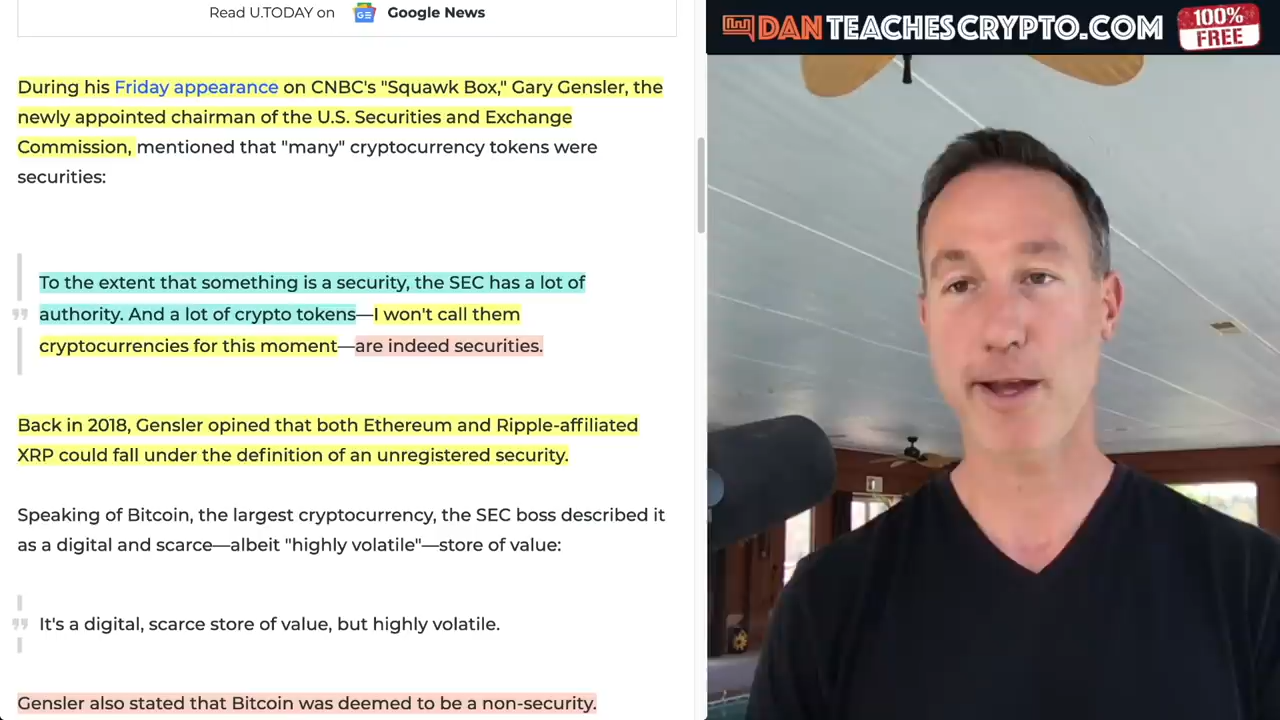 Read U.TODAY on Google News
DANTEACHESCRYPTO.COM
100%
FREE
During his Friday appearance on CNBC's "Squawk Box," Gary Gensler, the
newly appointed chairman of the U.S. Securities and Exchange
Commission, mentioned that "many" cryptocurrency tokens were
securities:
To the extent that something is a security, the SEC has a lot of
authority. And a lot of crypto tokens—I won't call them
cryptocurrencies for this moment—are indeed securities.
Back in 2018, Gensler opined that both Ethereum and Ripple-affiliated
XRP could fall under the definition of an unregistered security.
Speaking of Bitcoin, the largest cryptocurrency, the SEC boss described it
as a digital and scarce—albeit "highly volatile"—store of value:
It's a digital, scarce store of value, but highly volatile.
Gensler also stated that Bitcoin was deemed to be a non-security.